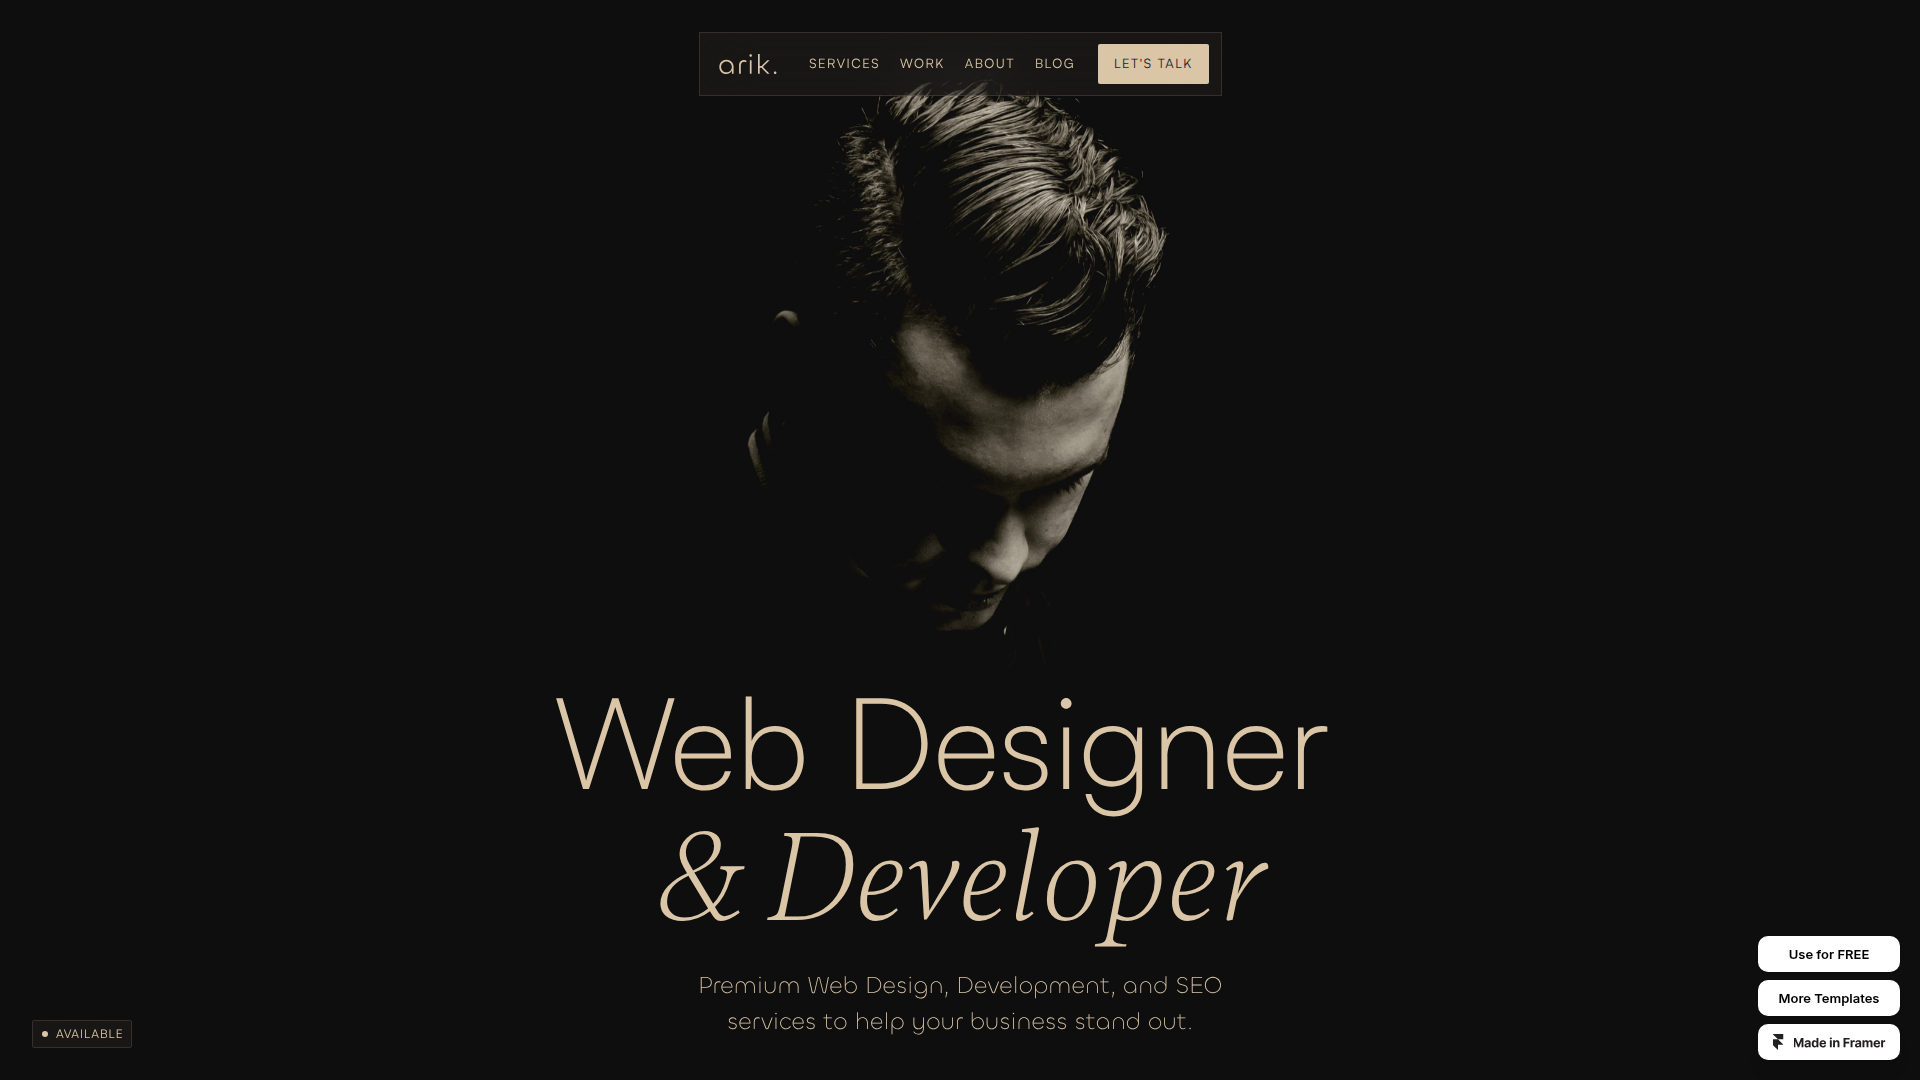 arik.
SERVICES
WORK
ABOUT
BLOG
LET'S TALK
Web Designer
& Developer
Premium Web Design, Development, and SEO
services to help your business stand out.
AVAILABLE
Use for FREE
More Templates
Made in Framer